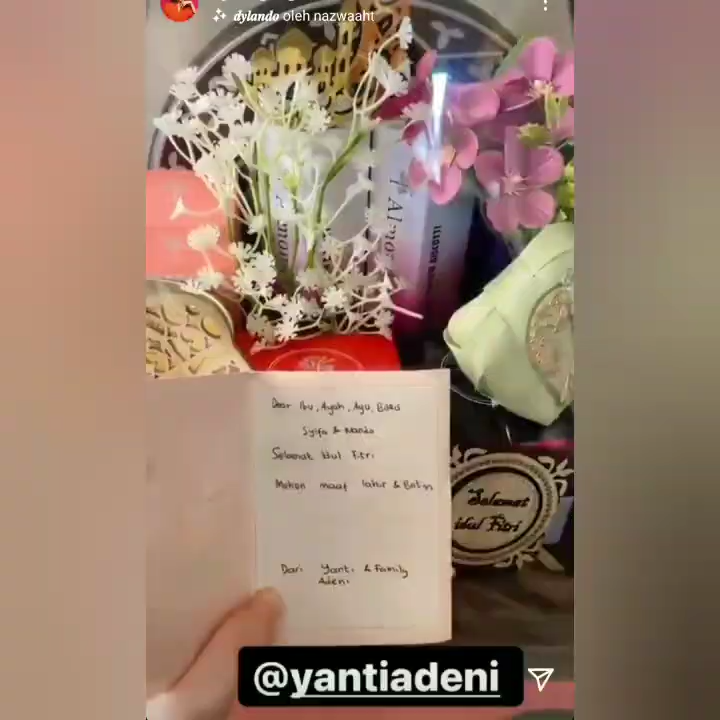 dylando oleh nazwaaht
Dear Ibu, Ayah, Ayu, Bara
Syifa & Nanda
Selamat Idul Fitri
Mohon maaf lahir & Batin
Dari Yanti & Family
Adeni
Selamat
idul Fitri
@yantiadeni